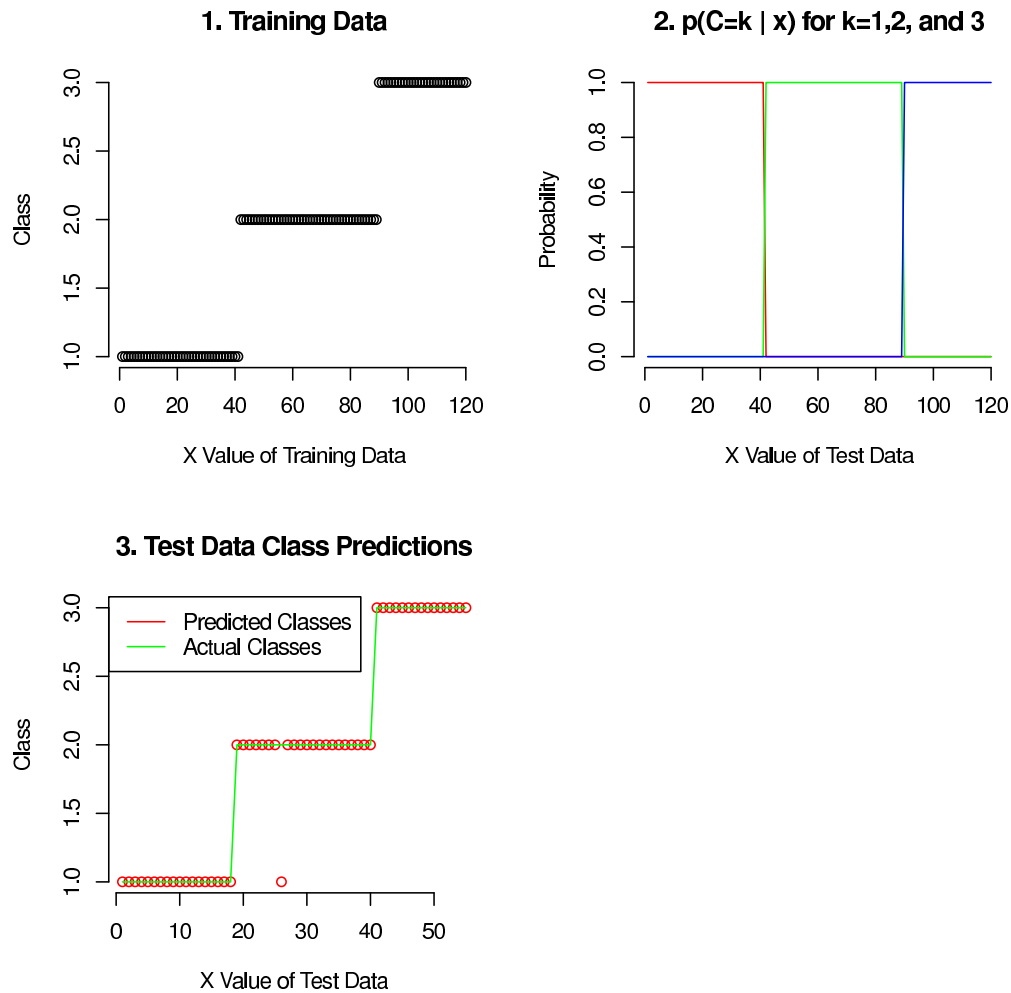 1. Training Data
Class
1.0 1.5 2.0 2.5 3.0
0 20 40 60 80 100 120
X Value of Training Data
2. p(C=k | x) for k=1,2, and 3
Probability
0.0 0.2 0.4 0.6 0.8 1.0
0 20 40 60 80 100 120
X Value of Test Data
3. Test Data Class Predictions
Predicted Classes
Actual Classes
Class
1.0 1.5 2.0 2.5 3.0
0 10 20 30 40 50
X Value of Test Data